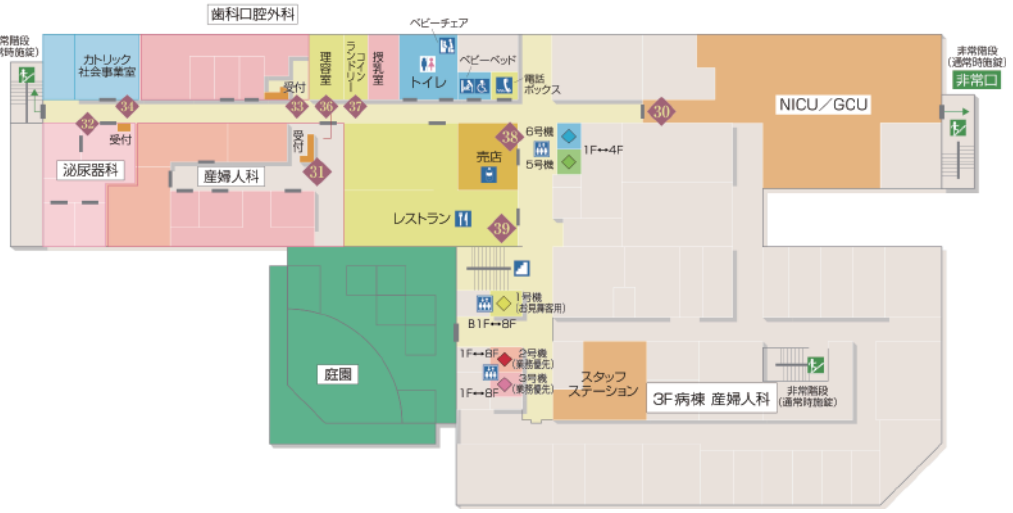 歯科口腔外科
ベビーチェア
常階段
常時施錠)
カトリック
社会事業室
理容室
コイン
ランドリー
授乳室
トイレ
ベビーベッド
電話
ボックス
非常階段
(通常時施錠)
非常口
NICU/GCU
受付
34
33
36
37
30
32
受付
受付
泌尿器科
産婦人科
31
38
売店
6号機
5号機
1F↔4F
レストラン
39
1号機
(お見舞客用)
B1F↔8F
1F↔8F
2号機
(業務優先)
3号機
(業務優先)
1F↔8F
庭園
スタッフ
ステーション
3F病棟 産婦人科
非常階段
(通常時施錠)